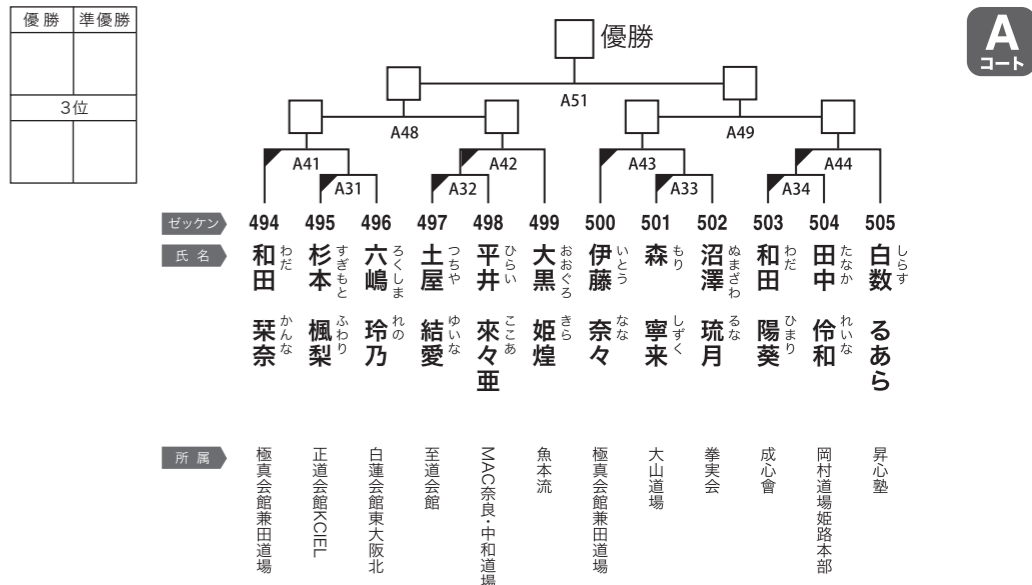 優勝 準優勝
3位
優勝
A
コート
A51
A48 A49
A41 A42 A43 A44
A31 A32 A33 A34
ゼッケン 494 495 496 497 498 499 500 501 502 503 504 505
氏名
和田 栞奈
わだ かんな
杉本 楓梨
すぎもと ふわり
六嶋 玲乃
ろくしま れの
土屋 結愛
つちや ゆいな
平井 來々亜
ひらい ここあ
大黒 姫煌
おおぐろ きら
伊藤 奈々
いとう なな
森 寧来
もり しずく
沼澤 琉月
ぬまざわ るな
和田 陽葵
わだ ひまり
田中 伶和
たなか れいな
白数 るあら
しらす
所属
極真会館兼田道場
正道会館KCIEL
白蓮会館東大阪北
至道会館
MAC奈良・中和道場
魚本流
極真会館兼田道場
大山道場
拳実会
成心會
岡村道場姫路本部
昇心塾